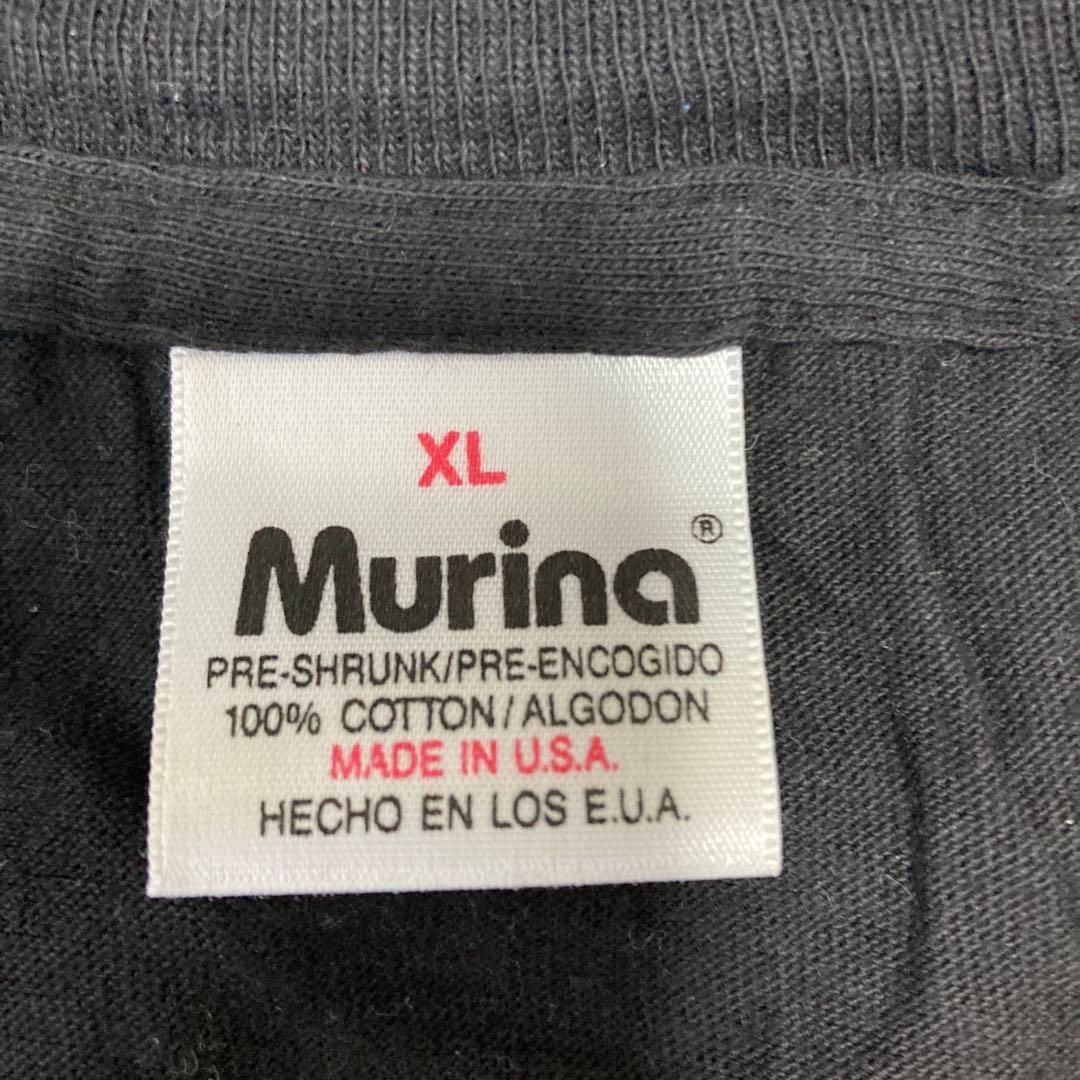 XL
Murina®
PRE-SHRUNK/PRE-ENCOGIDO
100% COTTON/ALGODON
MADE IN U.S.A.
HECHO EN LOS E.U.A.